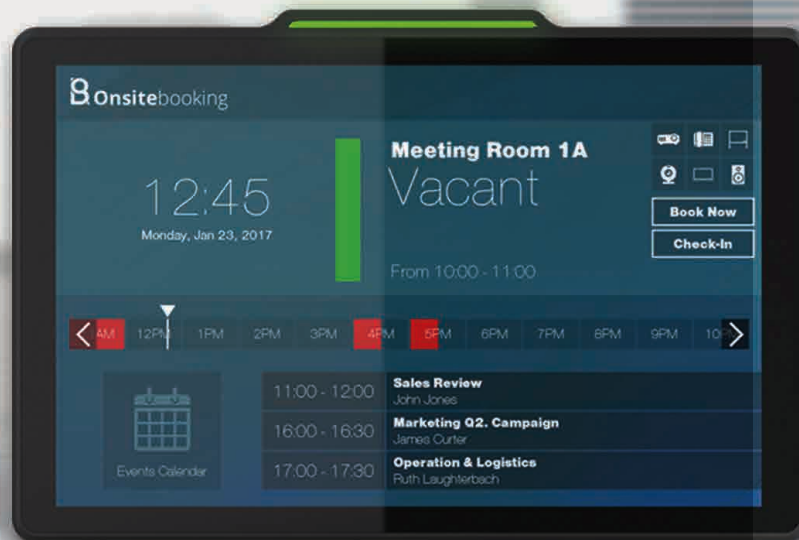 Onsitebooking
12:45
Monday, Jan 23, 2017
Meeting Room 1A
Vacant
From 10:00 - 11:00
Book Now
Check-In
AM 12PM 1PM 2PM 3PM 4PM 5PM 6PM 7PM 8PM 9PM 10P
Events Calendar
11:00 - 12:00 Sales Review
John Jones
16:00 - 16:30 Marketing Q2. Campaign
James Curter
17:00 - 17:30 Operation & Logistics
Ruth Laughterbach